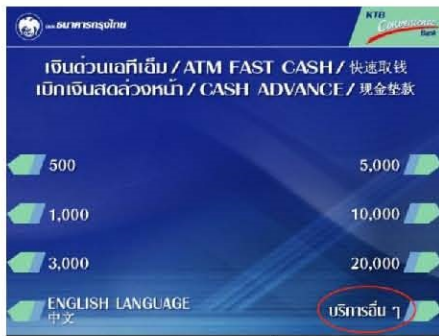 ธนาคารกรุงไทย
KTB
Convenience
Bank
เงินด่วนเอทีเอ็ม / ATM FAST CASH / 快速取钱
เบิกเงินสดล่วงหน้า / CASH ADVANCE / 现金垫款
500
5,000
1,000
10,000
3,000
20,000
ENGLISH LANGUAGE
中文
บริการอื่น ๆ